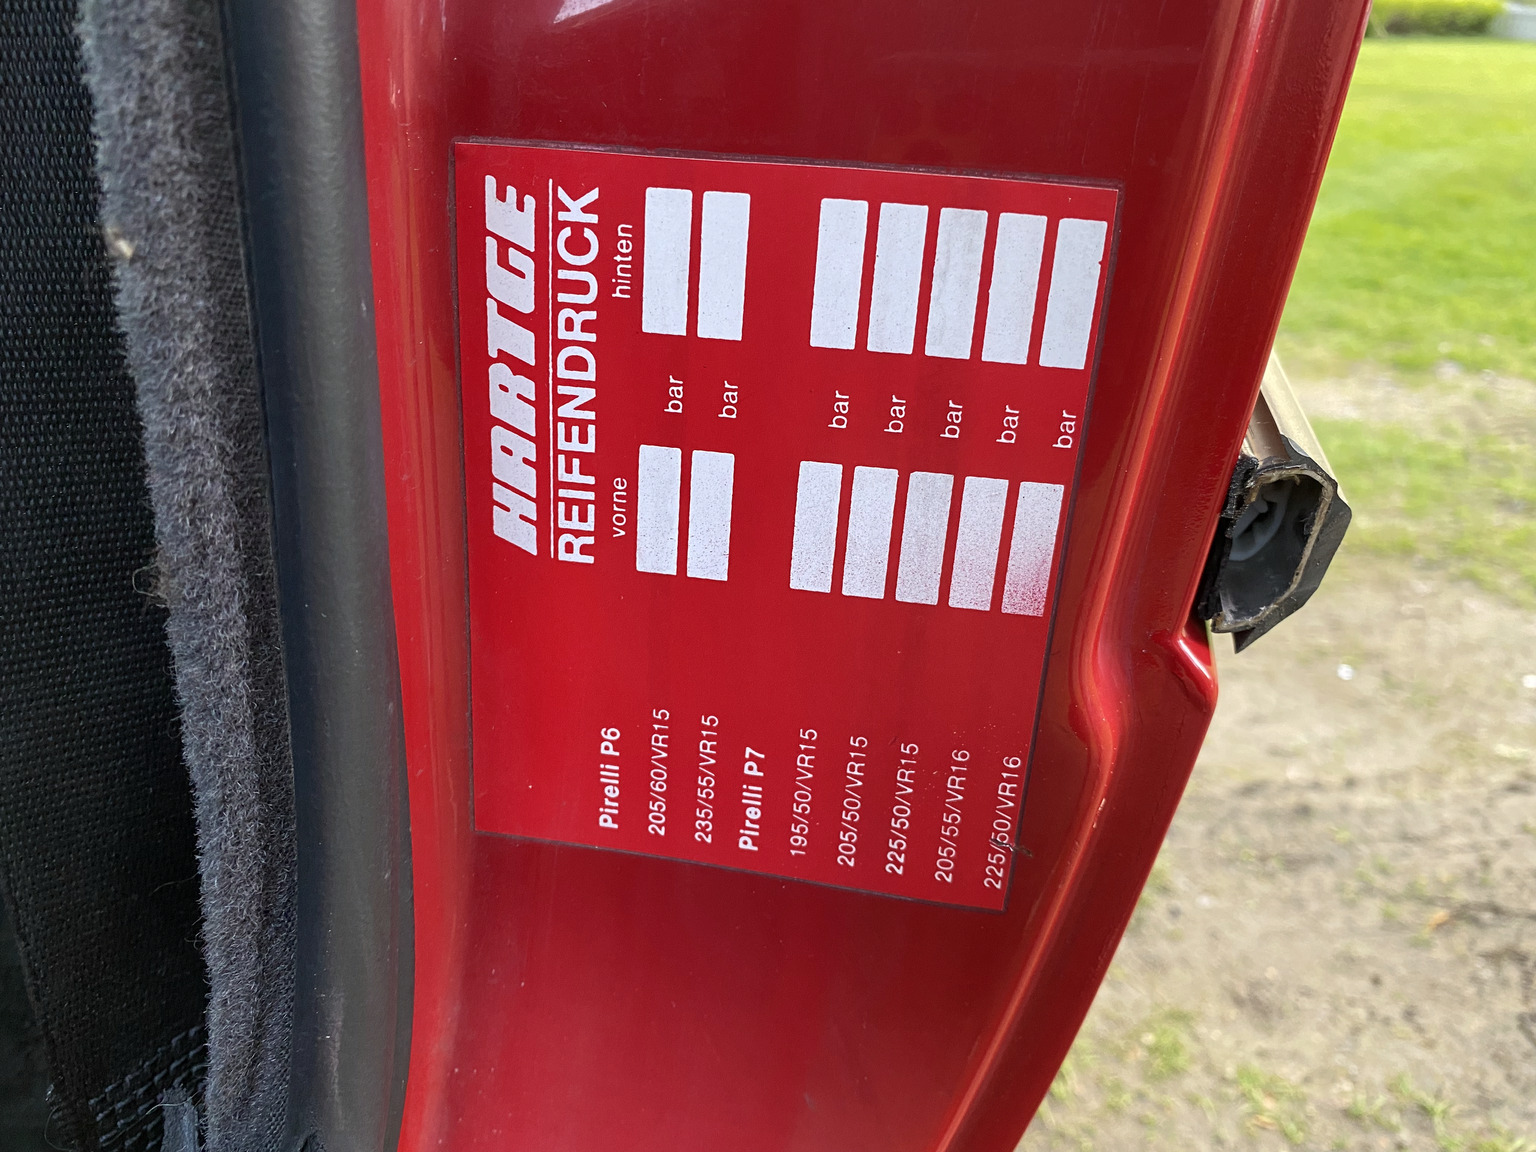 HARTGE
REIFENDRUCK
vorne hinten
Pirelli P6
205/60/VR15 bar
235/55/VR15 bar
Pirelli P7
195/50/VR15 bar
205/50/VR15 bar
225/50/VR15 bar
205/55/VR16 bar
225/50/VR16 bar